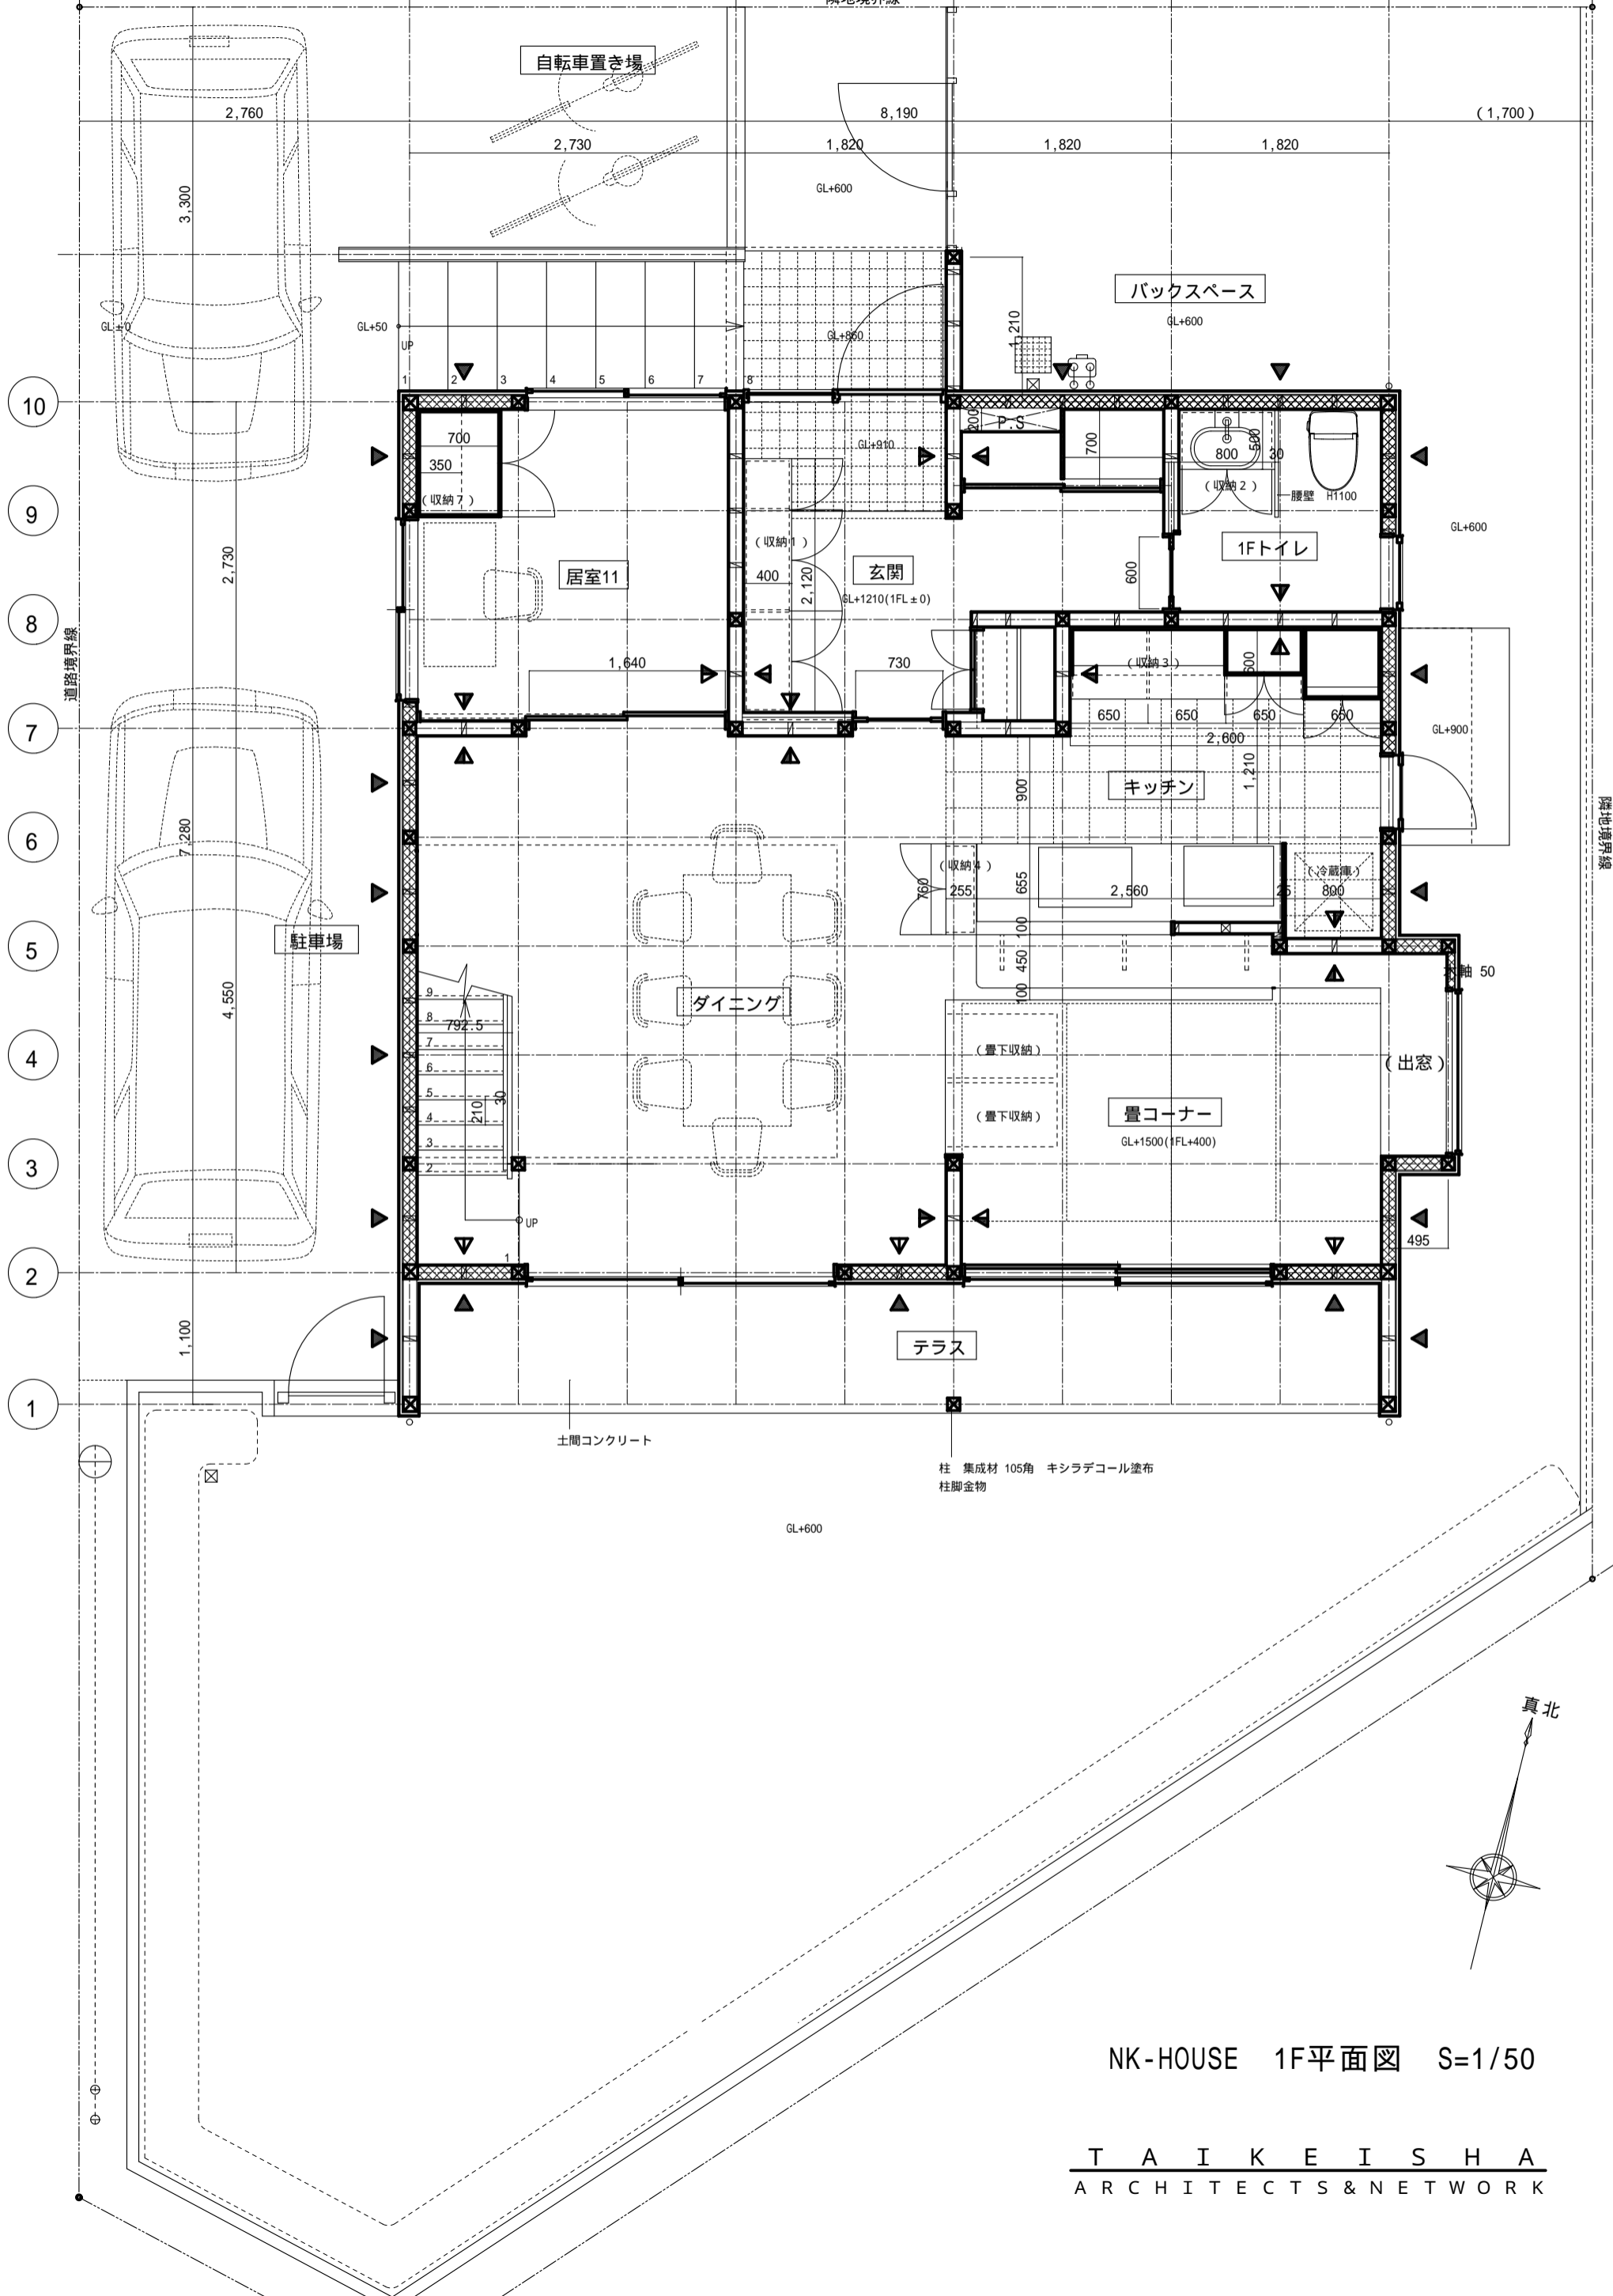 隣地境界線
自転車置き場
2,760
8,190
(1,700)
2,730
1,820
1,820
1,820
3,300
GL+600
バックスペース
GL+600
1,210
GL±0
GL+50
UP
GL+860
1
2
3
4
5
6
7
8
10
700
350
(収納7)
GL+910
200
P.S
700
500
800
30
(収納2)
腰壁 H1100
9
GL+600
2,730
居室11
(収納1)
400
2,120
玄関
GL+1210(1FL±0)
600
1Fトイレ
8
道路境界線
1,640
730
(収納3)
600
650
650
650
650
2,600
7
GL+900
キッチン
900
1,210
隣地境界線
6
7,280
(収納4)
760
255
655
2,560
25
800
(冷蔵庫)
駐車場
100
5
450
100
軸 50
4,550
ダイニング
9
8
792.5
7
6
5
4
3
2
210
30
(畳下収納)
(畳下収納)
(出窓)
4
畳コーナー
GL+1500(1FL+400)
3
UP
1
495
2
1,100
テラス
1
土間コンクリート
柱 集成材 105角 キシラデコール塗布
柱脚金物
GL+600
真北
NK-HOUSE 1F平面図 S=1/50
TAIKEISHA
ARCHITECTS&NETWORK